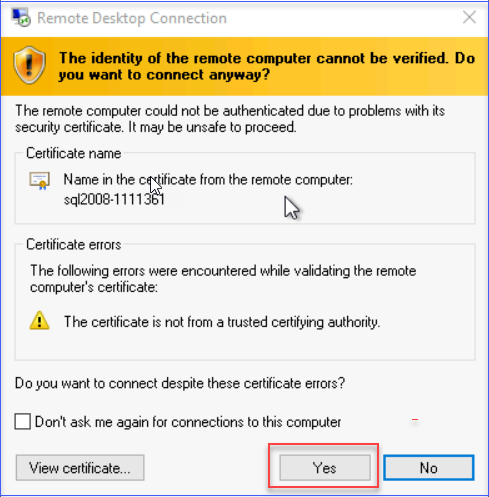 Remote Desktop Connection
The identity of the remote computer cannot be verified. Do
you want to connect anyway?
The remote computer could not be authenticated due to problems with its
security certificate. It may be unsafe to proceed.
Certificate name
Name in the certificate from the remote computer:
sql2008-1111361
Certificate errors
The following errors were encountered while validating the remote
computer's certificate:
The certificate is not from a trusted certifying authority.
Do you want to connect despite these certificate errors?
Don't ask me again for connections to this computer
View certificate... Yes No